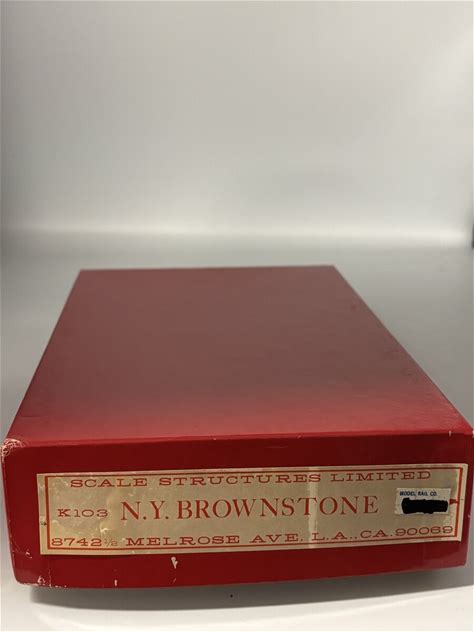 SCALE STRUCTURES LIMITED
K103 N.Y. BROWNSTONE
MODEL RAIL CO.
8742½ MELROSE AVE. L.A., CA. 90069